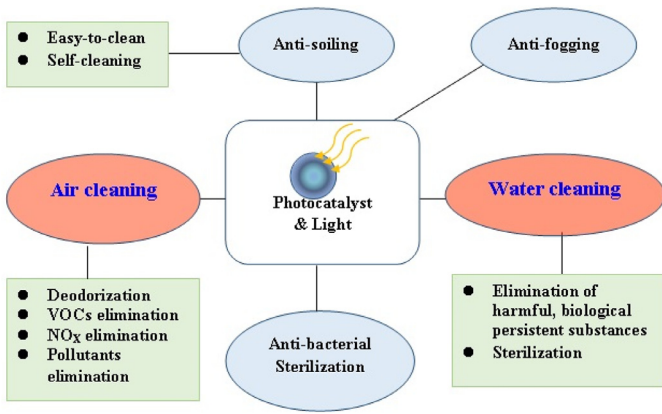 ● Easy-to-clean
● Self-cleaning
Anti-soiling
Anti-fogging
Air cleaning
Photocatalyst
& Light
Water cleaning
● Deodorization
● VOCs elimination
● NOX elimination
● Pollutants
elimination
Anti-bacterial
Sterilization
● Elimination of
harmful, biological
persistent substances
● Sterilization